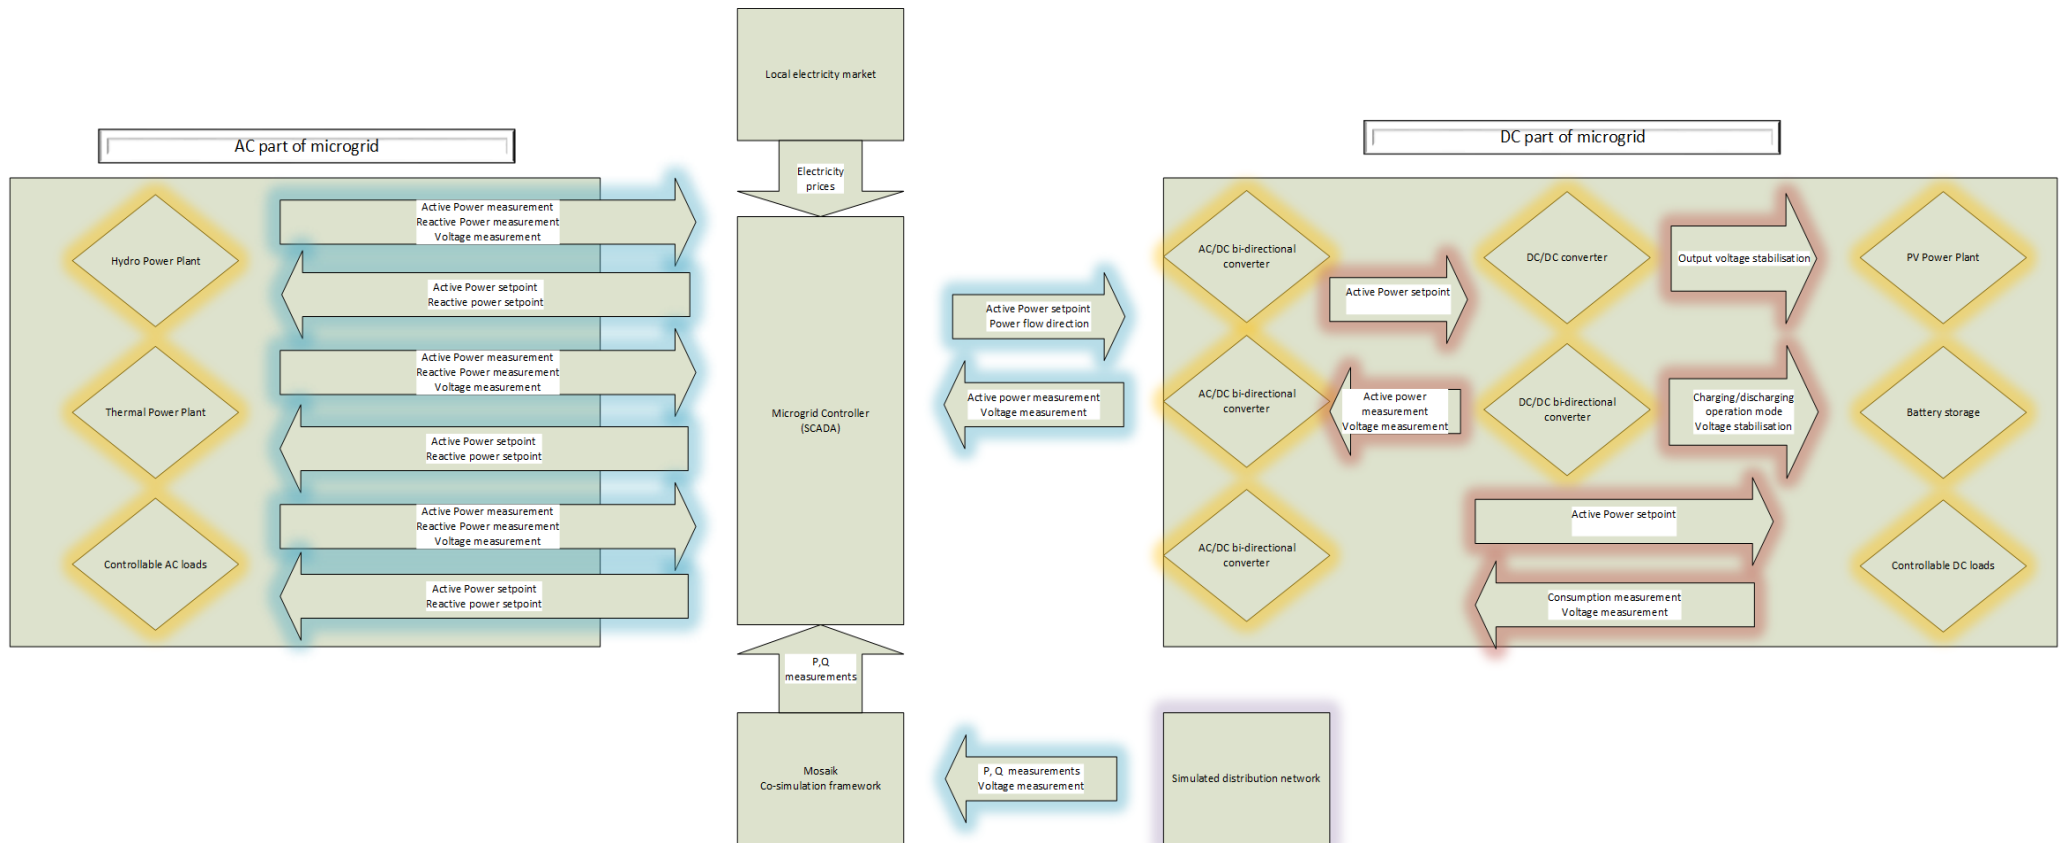 Local electricity market
AC part of microgrid
DC part of microgrid
Electricity
prices
Hydro Power Plant
Active Power measurement
Reactive Power measurement
Voltage measurement
Active Power setpoint
Reactive power setpoint
Thermal Power Plant
Active Power measurement
Reactive Power measurement
Voltage measurement
Active Power setpoint
Reactive power setpoint
Controllable AC loads
Active Power measurement
Reactive Power measurement
Voltage measurement
Active Power setpoint
Reactive power setpoint
Microgrid Controller
(SCADA)
Active Power setpoint
Power flow direction
Active power measurement
Voltage measurement
AC/DC bi-directional
converter
Active Power setpoint
DC/DC converter
Output voltage stabilisation
PV Power Plant
AC/DC bi-directional
converter
Active power
measurement
Voltage measurement
DC/DC bi-directional
converter
Charging/discharging
operation mode
Voltage stabilisation
Battery storage
AC/DC bi-directional
converter
Active Power setpoint
Consumption measurement
Voltage measurement
Controllable DC loads
P,Q
measurements
Mosaik
Co-simulation framework
P, Q measurements
Voltage measurement
Simulated distribution network